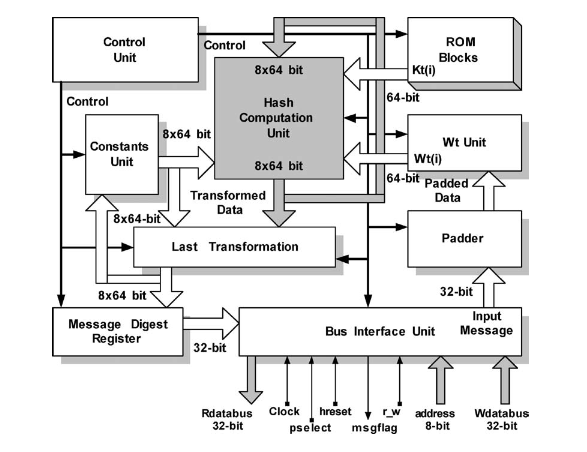 Control
Unit
Control
8x64 bit
Hash
Computation
Unit
8x64 bit
ROM
Blocks
Kt(i)
64-bit
Control
Constants
Unit
8x64 bit
Wt Unit
Wt(i)
64-bit
Padded
Data
Transformed
Data
8x64-bit
Last Transformation
Padder
8x64 bit
32-bit
Message Digest
Register
32-bit
Bus Interface Unit
Input
Message
Rdatabus
32-bit
Clock
pselect
hreset
msgflag
r_w
address
8-bit
Wdatabus
32-bit